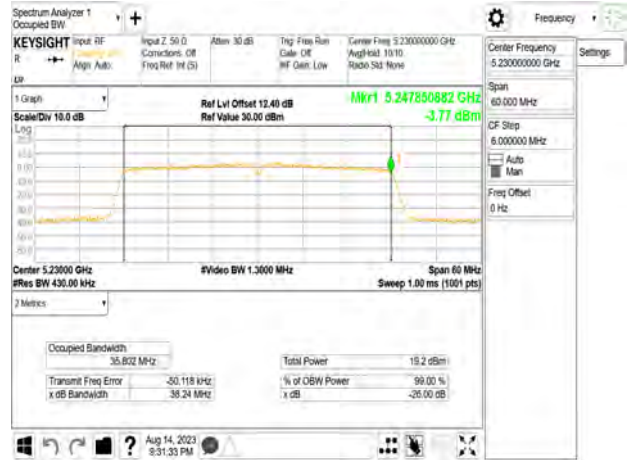 Spectrum Analyzer 1
Occupied BW
Frequency
KEYSIGHT
Input: RF
Input Z: 50 Ω
Atten: 30 dB
Trig: Free Run
Center Freq: 5.230000000 GHz
R
Corrections: Off
Gate: Off
Avg|Hold: 10/10
Align: Auto
Freq Ref: Int (S)
#IF Gain: Low
Radio Std: None
Center Frequency
5.230000000 GHz
Settings
Span
60.000 MHz
CF Step
6.000000 MHz
Auto
Man
Freq Offset
0 Hz
1 Graph
Ref Lvl Offset 12.40 dB
Mkr1 5.247850882 GHz
Scale/Div 10.0 dB
Ref Value 30.00 dBm
-3.77 dBm
Log
1
Center 5.23000 GHz
#Video BW 1.3000 MHz
Span 60 MHz
#Res BW 430.00 kHz
Sweep 1.00 ms (1001 pts)
2 Metrics
Occupied Bandwidth
35.802 MHz
Total Power
19.2 dBm
Transmit Freq Error
-50.118 kHz
% of OBW Power
99.00 %
x dB Bandwidth
38.24 MHz
x dB
-26.00 dB
?
Aug 14, 2023
9:31:33 PM